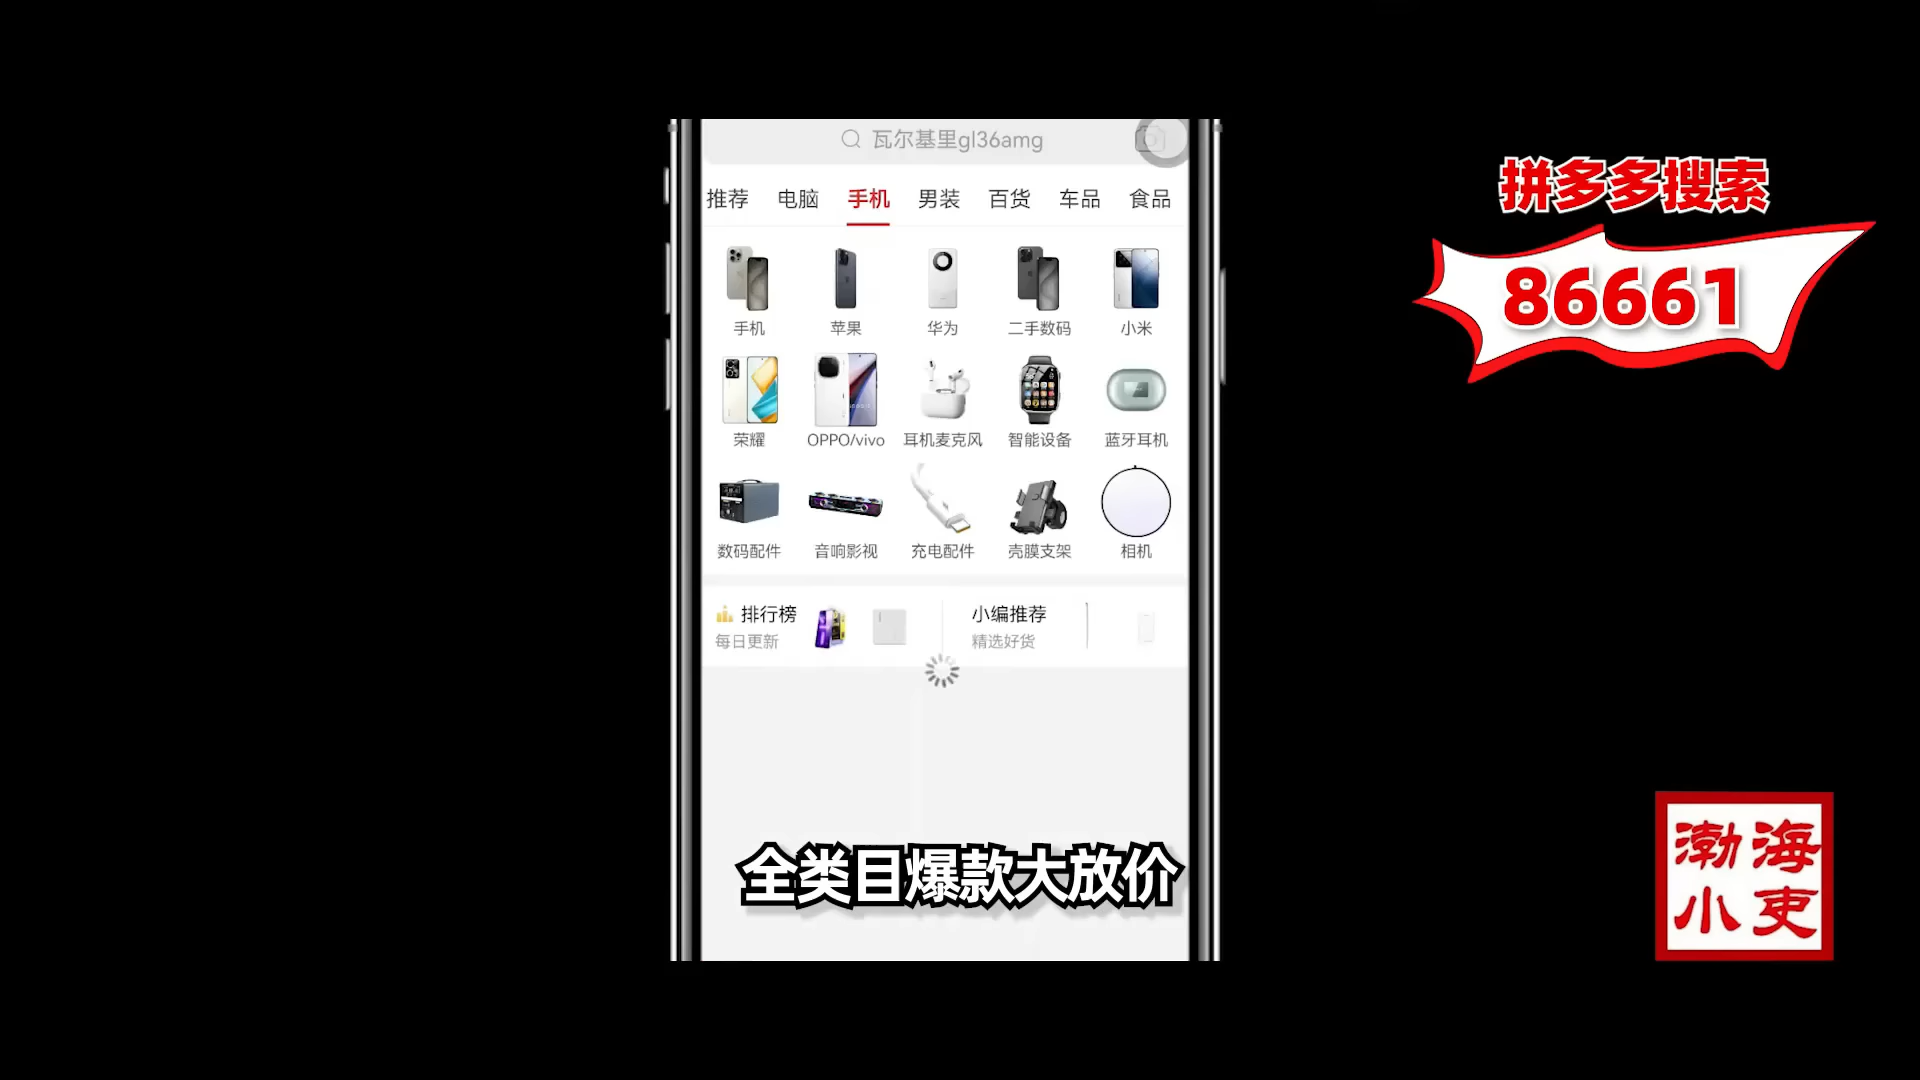 瓦尔基里gl36amg
推荐 电脑 手机 男装 百货 车品 食品
手机 苹果 华为 二手数码 小米
荣耀 OPPO/vivo 耳机麦克风 智能设备 蓝牙耳机
数码配件 音响影视 充电配件 壳膜支架 相机
排行榜 小编推荐
每日更新 精选好货
全类目爆款大放价
拼多多搜索
86661
渤海
小吏